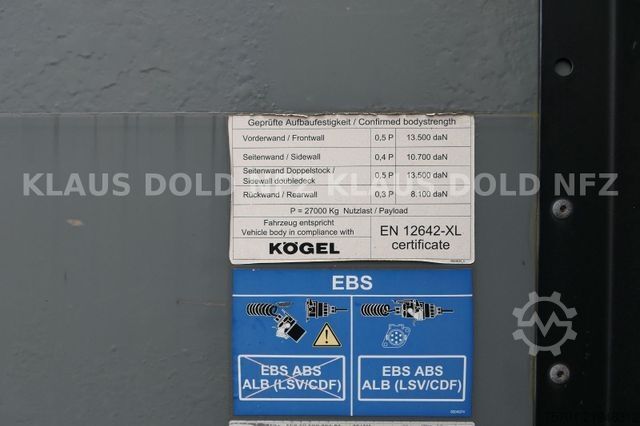 Geprüfte Aufbaufestigkeit / Confirmed bodystrength
Vorderwand / Frontwall 0,5 P 13.500 daN
Seitenwand / Sidewall 0,4 P 10.700 daN
Seitenwand Doppelstock / Sidewall doubledeck 0,5 P 13.500 daN
KLAUS DOLD NFZ KLAUS DOLD NFZ
Rückwand / Rearwall 0,3 P 8.100 daN
P = 27000 Kg Nutzlast / Payload
Fahrzeug entspricht
Vehicle body in compliance with
KÖGEL
EN 12642-XL
certificate
EBS
EBS ABS
ALB (LSV/CDF)
EBS ABS
ALB (LSV/CDF)